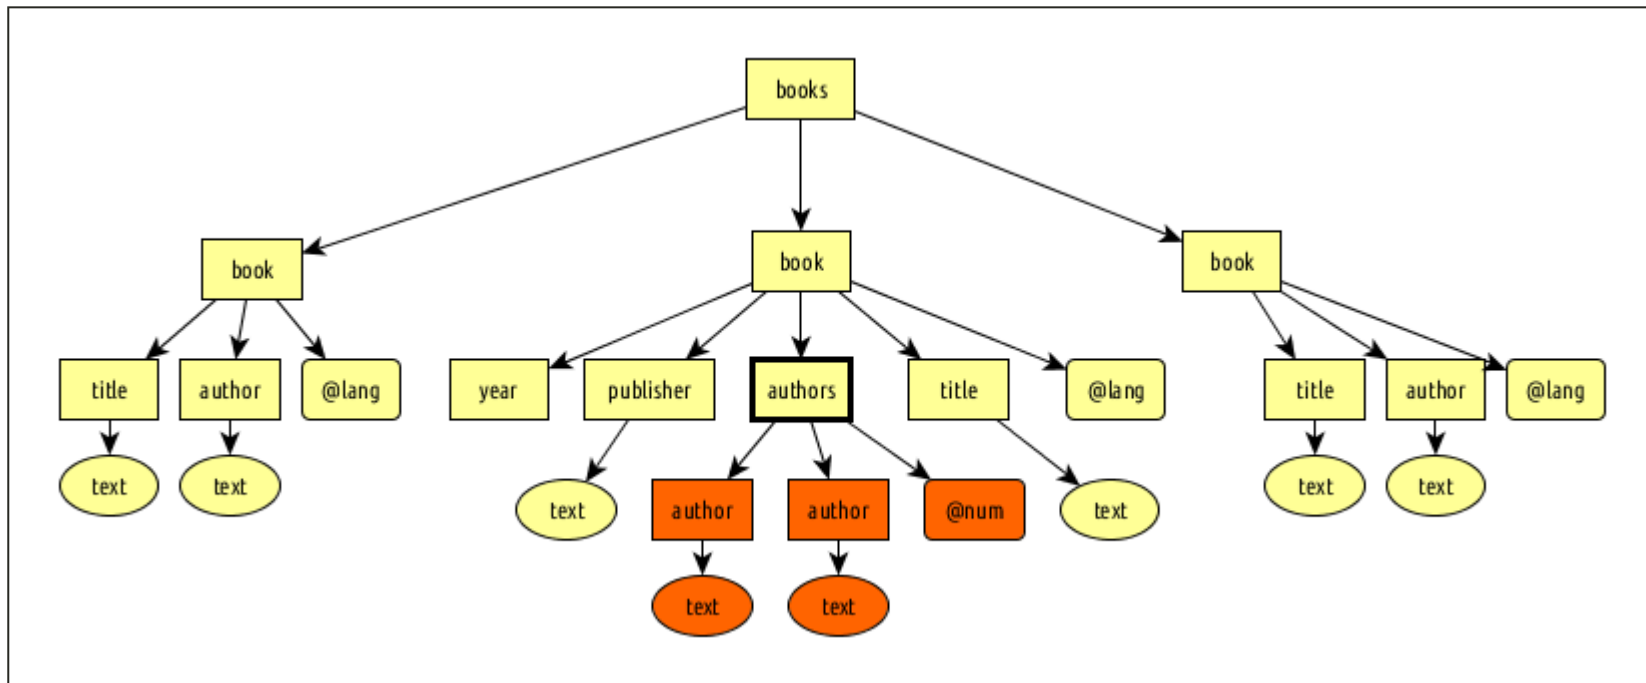 books
book
book
book
title
author
@lang
year
publisher
authors
title
@lang
title
author
@lang
text
text
text
author
author
@num
text
text
text
text
text